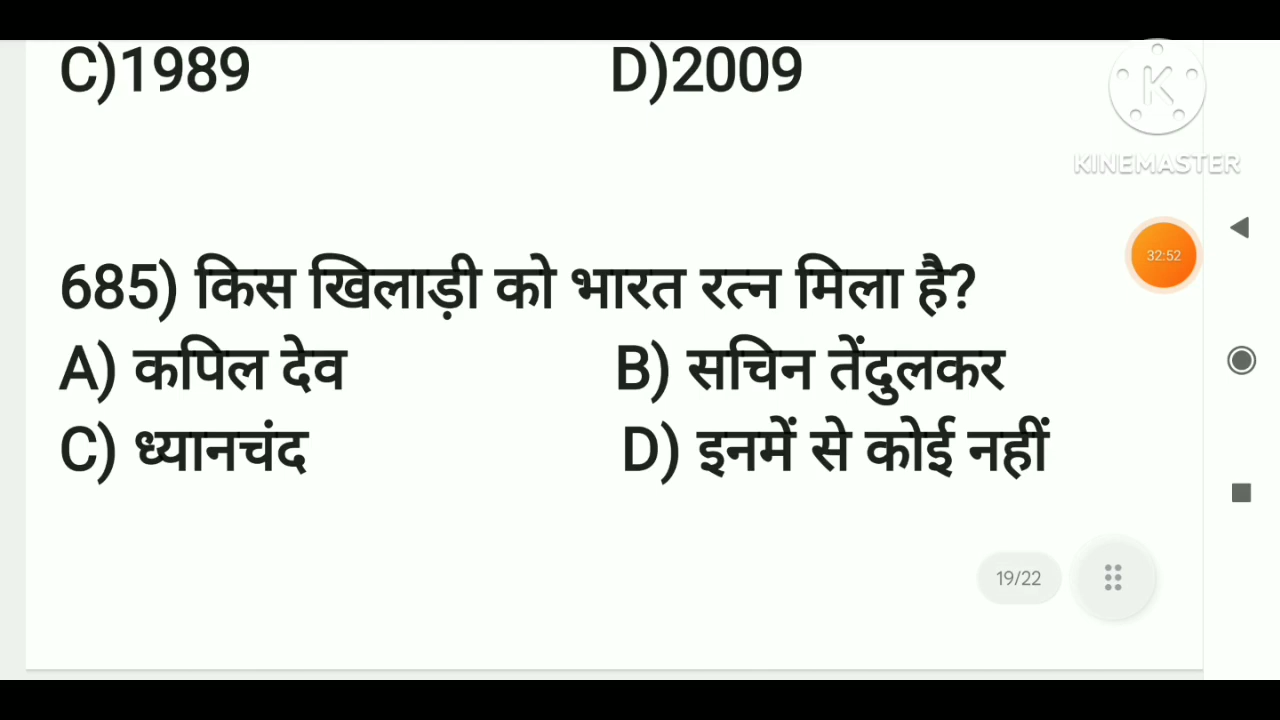 C)1989 D)2009
K
KINEMASTER
32:52
685) किस खिलाड़ी को भारत रत्न मिला है?
A) कपिल देव B) सचिन तेंदुलकर
C) ध्यानचंद D) इनमें से कोई नहीं
19/22